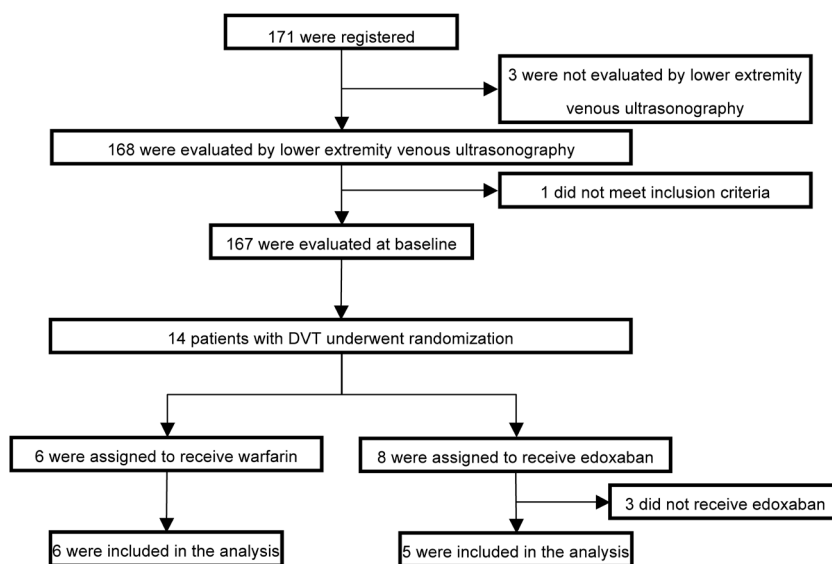 171 were registered
3 were not evaluated by lower extremity
venous ultrasonography
168 were evaluated by lower extremity venous ultrasonography
1 did not meet inclusion criteria
167 were evaluated at baseline
14 patients with DVT underwent randomization
6 were assigned to receive warfarin
8 were assigned to receive edoxaban
3 did not receive edoxaban
6 were included in the analysis
5 were included in the analysis